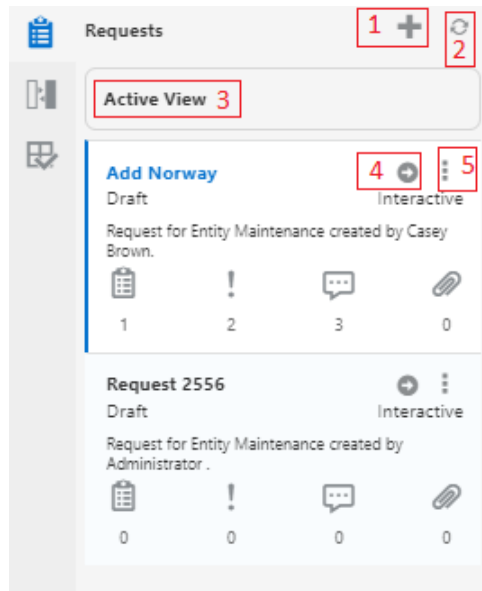 Requests 1
2
Active View 3
Add Norway 4 5
Draft Interactive
Request for Entity Maintenance created by Casey
Brown.
1 2 3 0
Request 2556
Draft Interactive
Request for Entity Maintenance created by
Administrator .
0 0 0 0